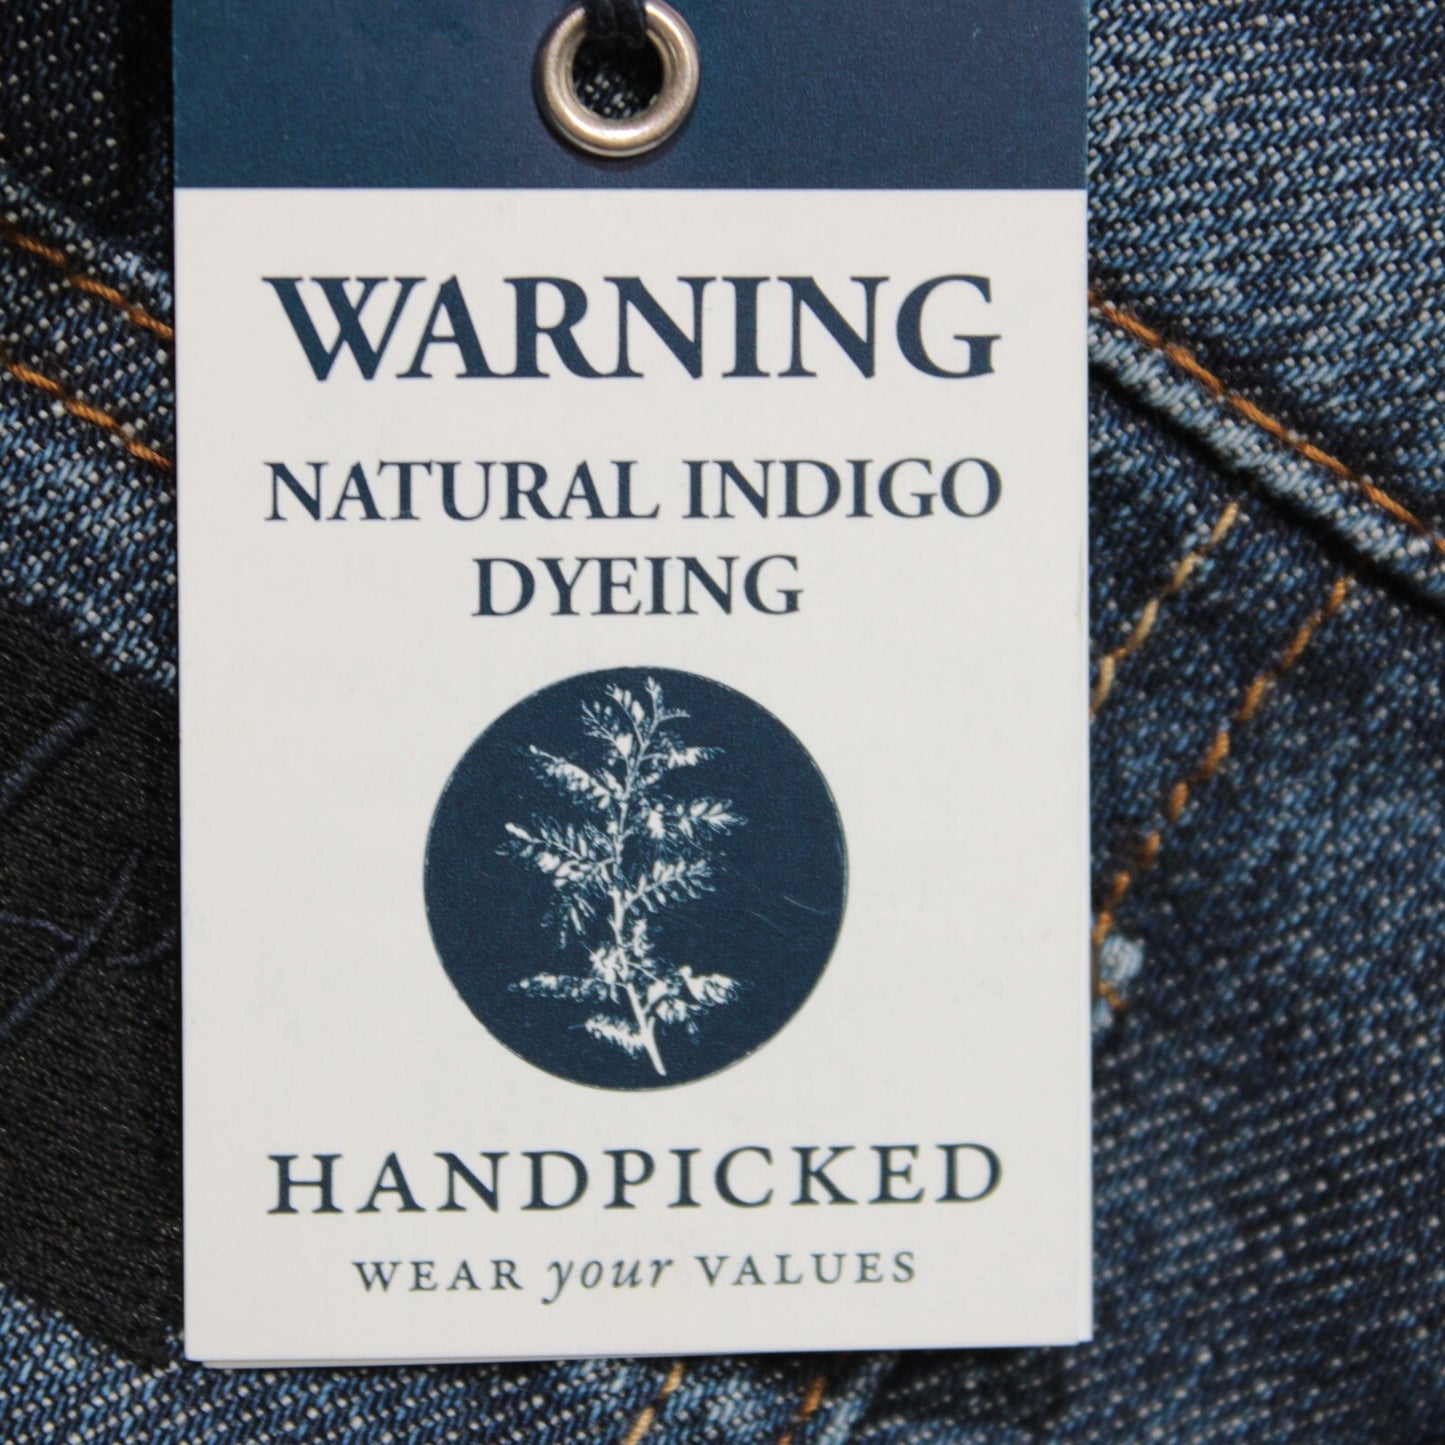 WARNING
NATURAL INDIGO
DYEING
HANDPICKED
WEAR your VALUES